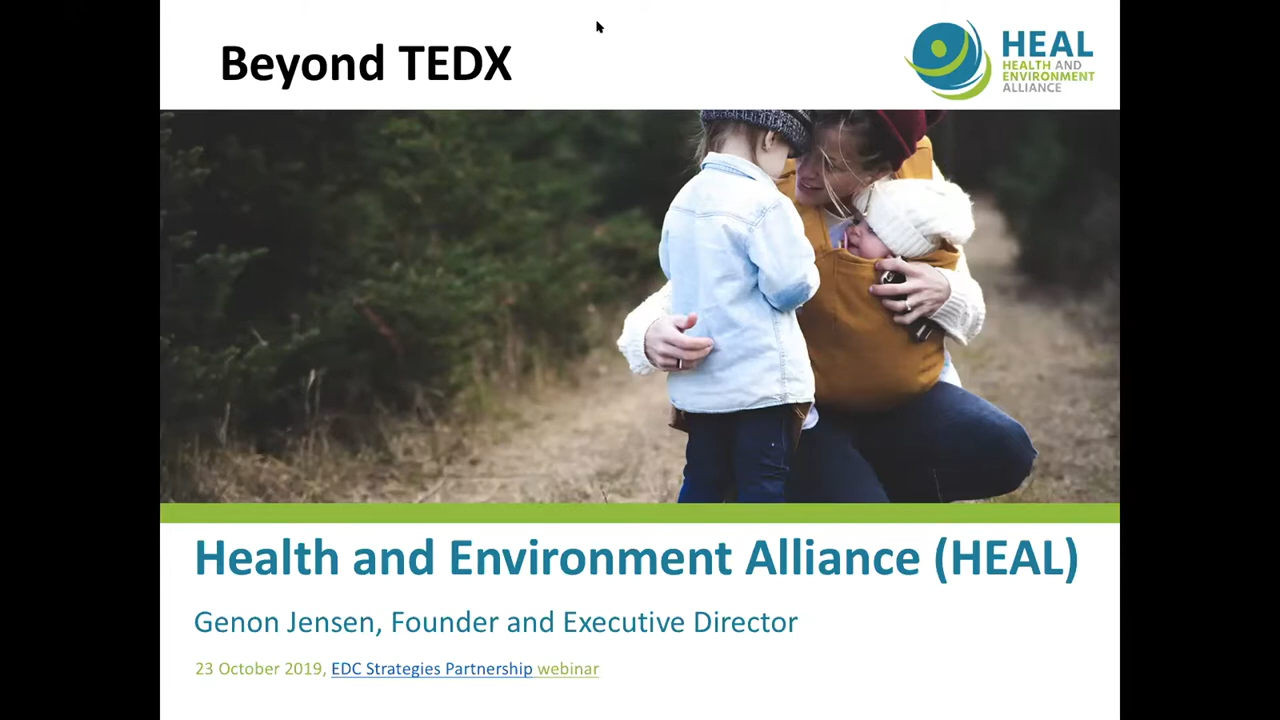 Beyond TEDX
HEAL
HEALTH AND
ENVIRONMENT
ALLIANCE
Health and Environment Alliance (HEAL)
Genon Jensen, Founder and Executive Director
23 October 2019, EDC Strategies Partnership webinar